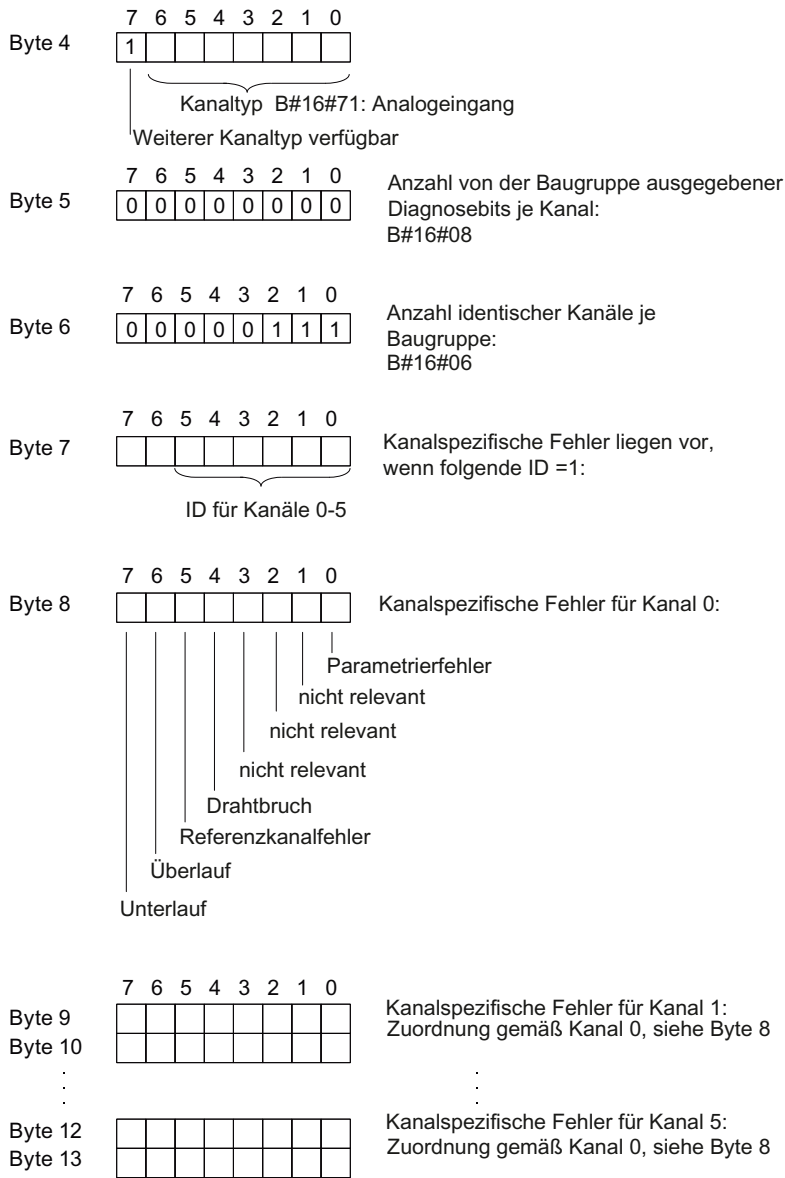 7 6 5 4 3 2 1 0
Byte 4
1
Kanaltyp B#16#71: Analogeingang
Weiterer Kanaltyp verfügbar
7 6 5 4 3 2 1 0
Byte 5
0 0 0 0 0 0 0 0
Anzahl von der Baugruppe ausgegebener
Diagnosebits je Kanal:
B#16#08
7 6 5 4 3 2 1 0
Byte 6
0 0 0 0 0 1 1 1
Anzahl identischer Kanäle je
Baugruppe:
B#16#06
7 6 5 4 3 2 1 0
Byte 7
Kanalspezifische Fehler liegen vor,
wenn folgende ID =1:
ID für Kanäle 0-5
7 6 5 4 3 2 1 0
Byte 8
Kanalspezifische Fehler für Kanal 0:
Parametrierfehler
nicht relevant
nicht relevant
nicht relevant
Drahtbruch
Referenzkanalfehler
Überlauf
Unterlauf
7 6 5 4 3 2 1 0
Byte 9
Byte 10
Kanalspezifische Fehler für Kanal 1:
Zuordnung gemäß Kanal 0, siehe Byte 8
Byte 12
Byte 13
Kanalspezifische Fehler für Kanal 5:
Zuordnung gemäß Kanal 0, siehe Byte 8